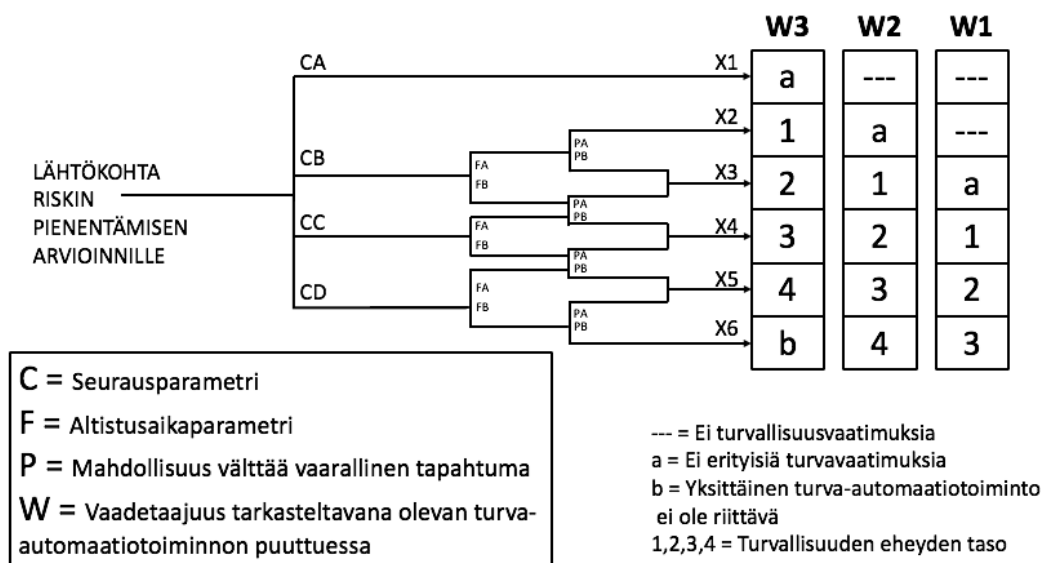 W3 W2 W1
CA X1 a --- ---
X2 1 a ---
PA
PB
CB FA X3 2 1 a
FB
PA
PB
LÄHTÖKOHTA
RISKIN
PIENENTÄMISEN
ARVIOINNILLE
CC FA X4 3 2 1
FB
PA
PB
CD FA X5 4 3 2
FB
PA
PB
X6 b 4 3
C = Seurausparametri
F = Altistusaikaparametri
P = Mahdollisuus välttää vaarallinen tapahtuma
W = Vaadetaajuus tarkasteltavana olevan turva-
automaatiotoiminnon puuttuessa
--- = Ei turvallisuusvaatimuksia
a = Ei erityisiä turvavaatimuksia
b = Yksittäinen turva-automaatiotoiminto
ei ole riittävä
1,2,3,4 = Turvallisuuden eheyden taso